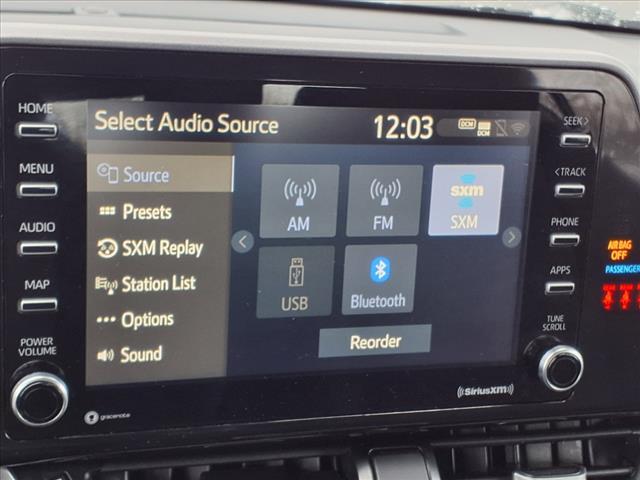 HOME
MENU
AUDIO
MAP
POWER
VOLUME
Select Audio Source
12:03
DCM
DCM
Source
Presets
SXM Replay
Station List
Options
Sound
AM
FM
sxm
SXM
USB
Bluetooth
Reorder
gracenote
((SiriusXM))
SEEK>
<TRACK
PHONE
APPS
TUNE
SCROLL
AIR BAG
OFF
PASSENGER